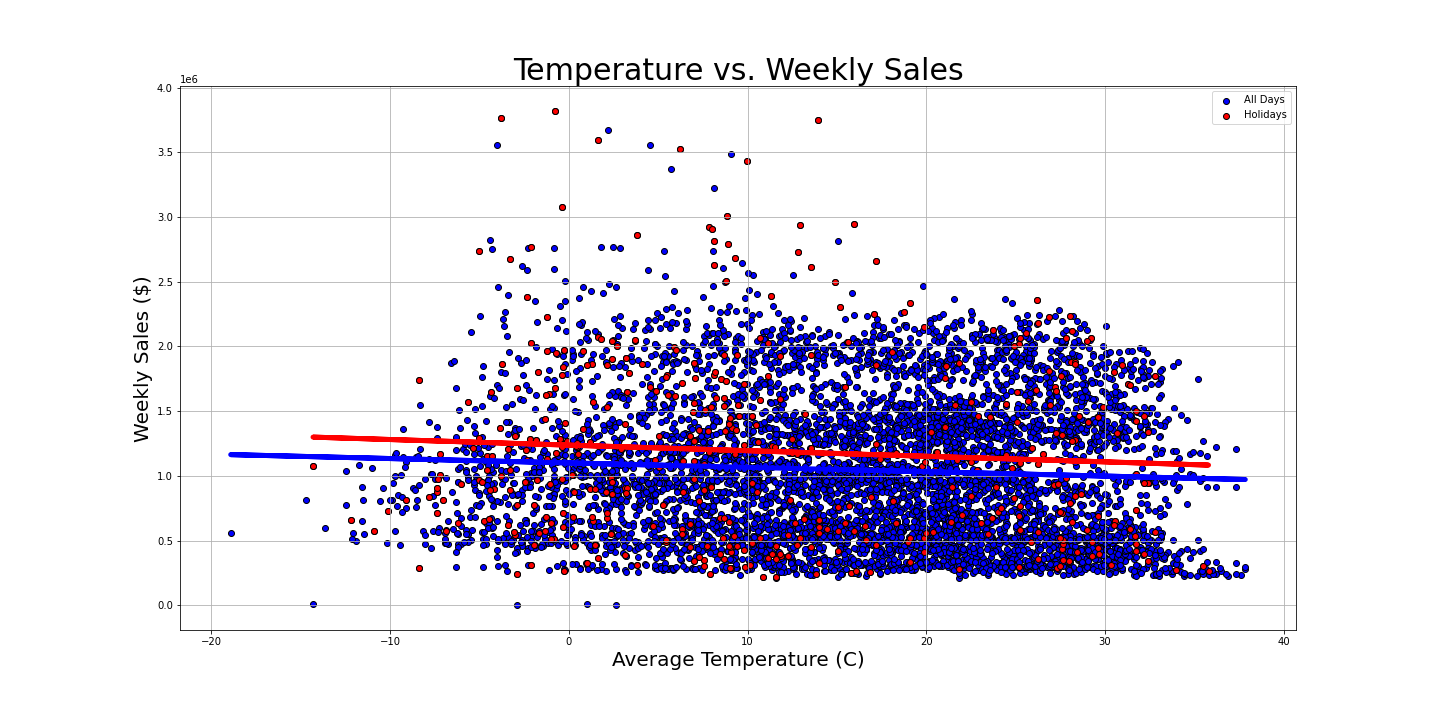 Temperature vs. Weekly Sales
1e6
4.0
3.5
3.0
2.5
2.0
1.5
1.0
0.5
0.0
Weekly Sales ($)
All Days
Holidays
−20
−10
0
10
20
30
40
Average Temperature (C)